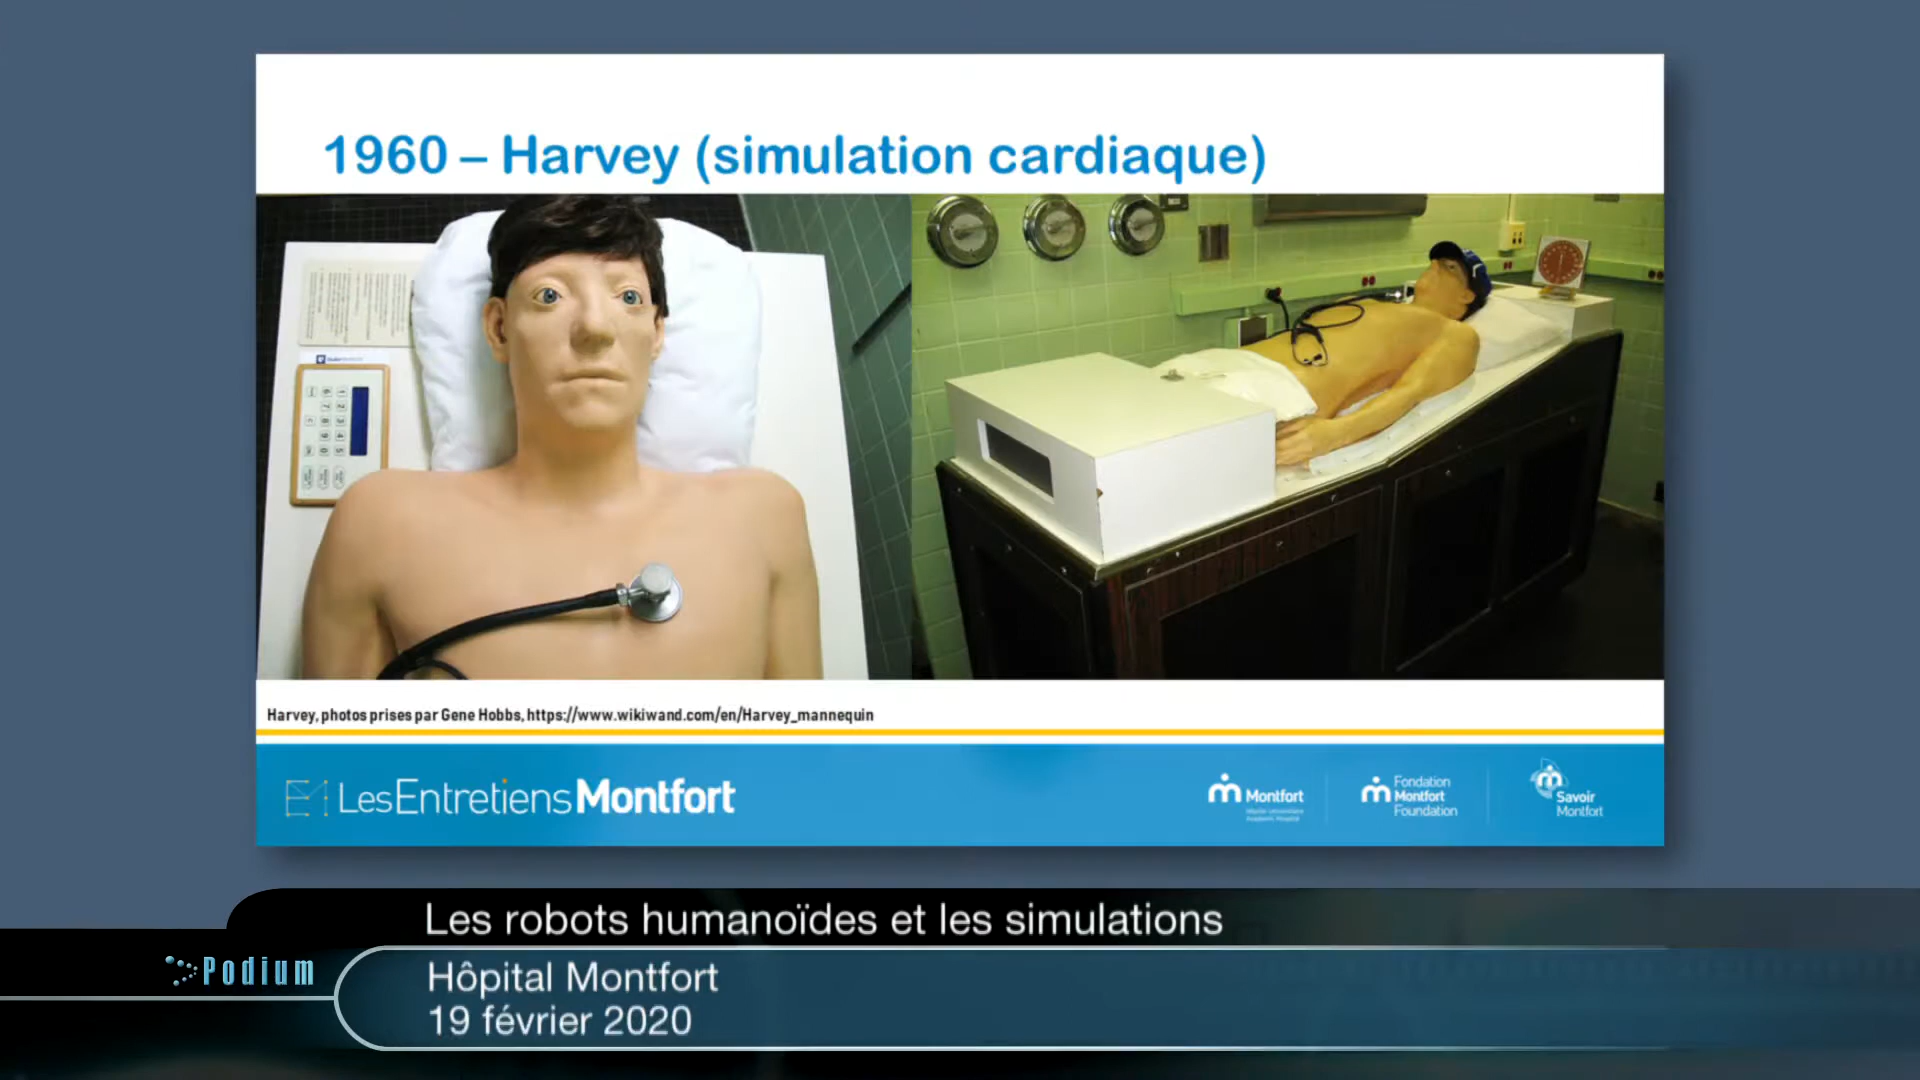 1960 – Harvey (simulation cardiaque)
Harvey, photos prises par Gene Hobbs, https://www.wikiwand.com/en/Harvey_mannequin
LesEntretiensMontfort
Montfort
Fondation
Montfort
Foundation
Savoir
Montfort
Les robots humanoïdes et les simulations
Podium
Hôpital Montfort
19 février 2020